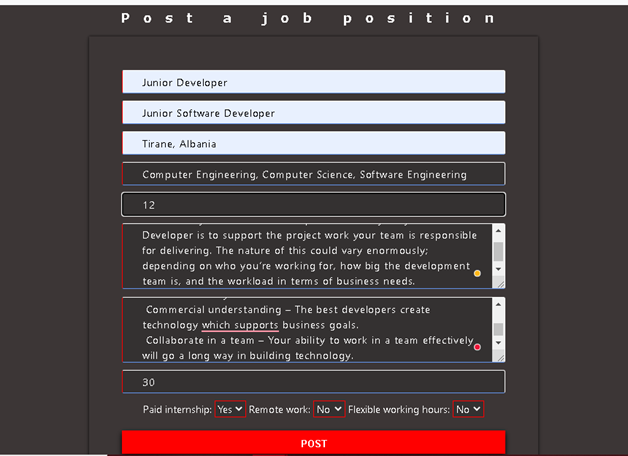 Post a job position
Junior Developer
Junior Software Developer
Tirane, Albania
Computer Engineering, Computer Science, Software Engineering
12
Developer is to support the project work your team is responsible
for delivering. The nature of this could vary enormously;
depending on who you're working for, how big the development
team is, and the workload in terms of business needs.
Commercial understanding – The best developers create
technology which supports business goals.
Collaborate in a team – Your ability to work in a team effectively
will go a long way in building technology.
30
Paid internship: Yes Remote work: No Flexible working hours: No
POST